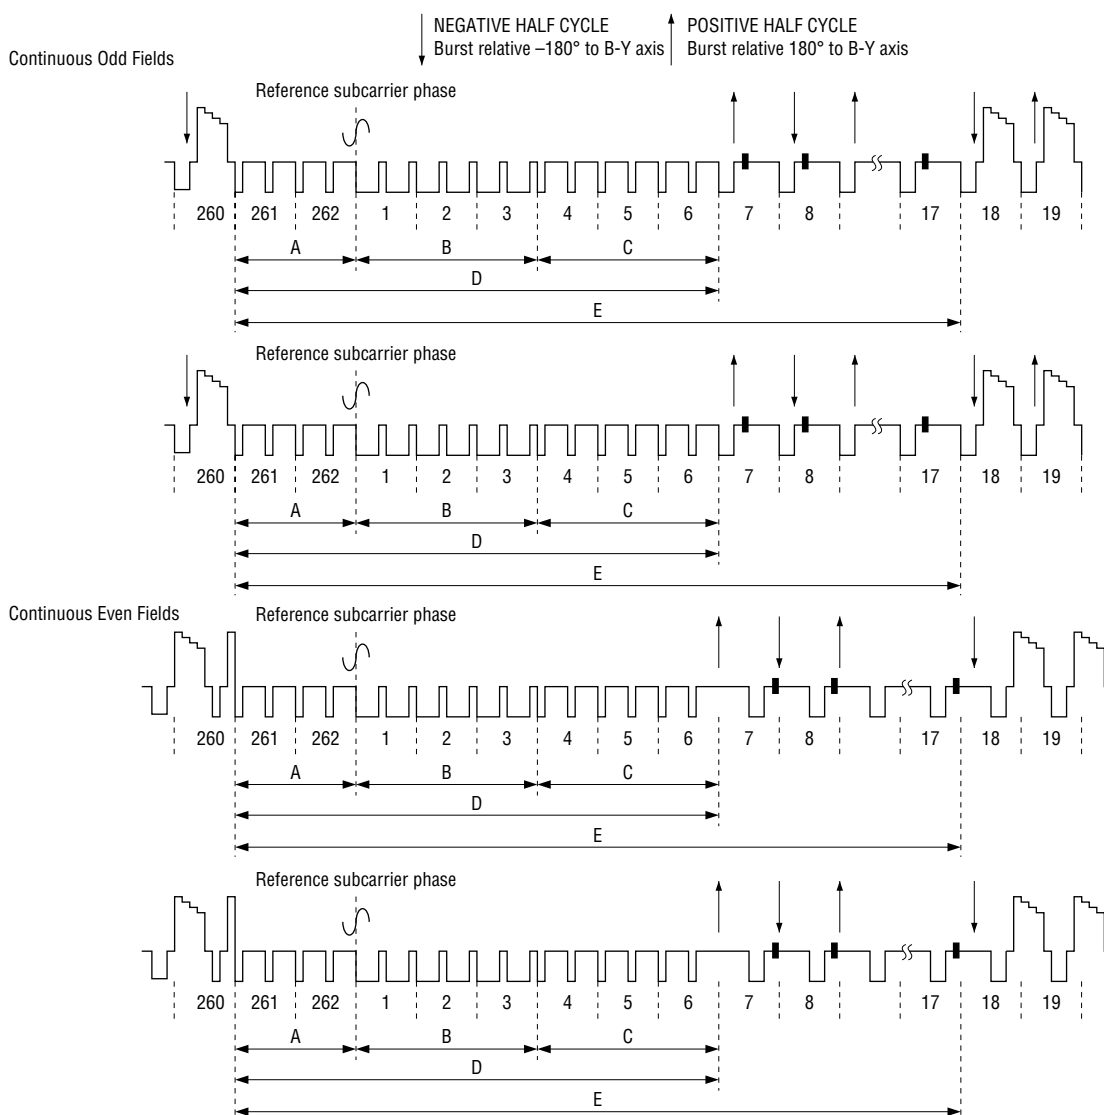 NEGATIVE HALF CYCLE
Burst relative –180° to B-Y axis
POSITIVE HALF CYCLE
Burst relative 180° to B-Y axis
Continuous Odd Fields
Reference subcarrier phase
260 261 262 1 2 3 4 5 6 7 8 17 18 19
A B C
D
E
Reference subcarrier phase
260 261 262 1 2 3 4 5 6 7 8 17 18 19
A B C
D
E
Continuous Even Fields
Reference subcarrier phase
260 261 262 1 2 3 4 5 6 7 8 17 18 19
A B C
D
E
Reference subcarrier phase
260 261 262 1 2 3 4 5 6 7 8 17 18 19
A B C
D
E